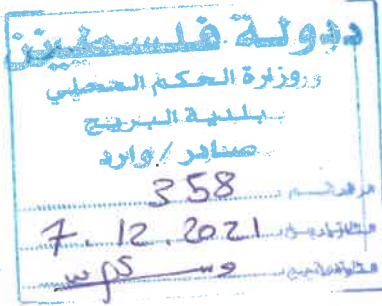 دولة فلسطين
وزارة الحكم المحلي
بلدية البريج
صادر / وارد
358
7.12.2021